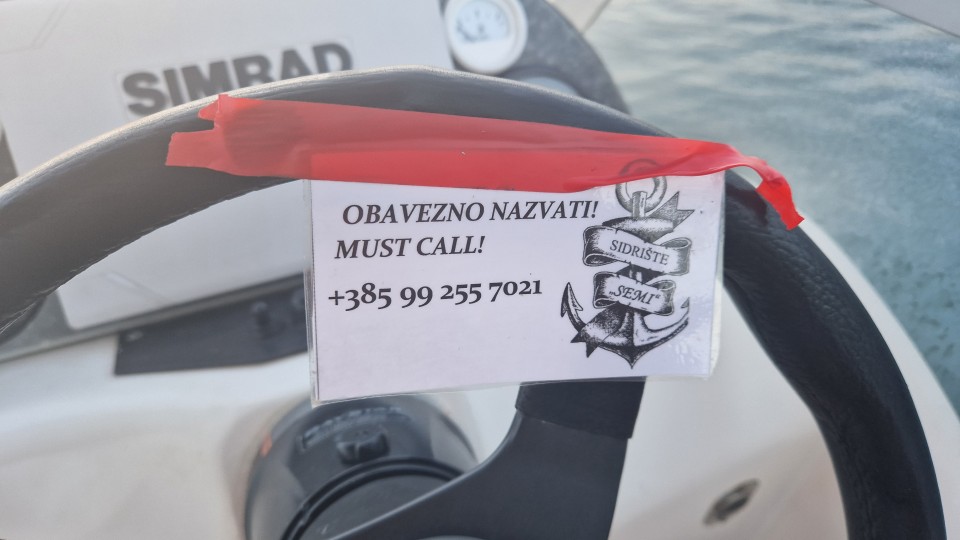 SIMRAD
OBAVEZNO NAZVATI!
MUST CALL!
+385 99 255 7021
SIDRIŠTE
„SEMI“